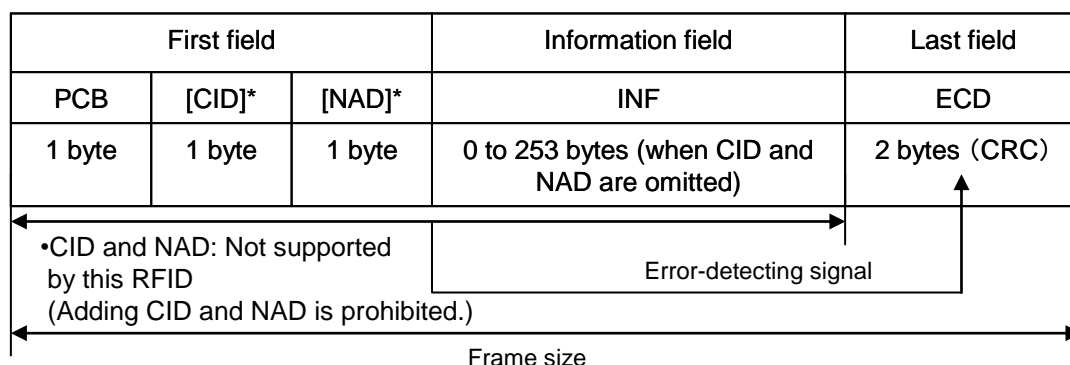 First field Information field Last field
PCB [CID]* [NAD]* INF ECD
1 byte 1 byte 1 byte 0 to 253 bytes (when CID and NAD are omitted) 2 bytes（CRC）
•CID and NAD: Not supported
by this RFID
(Adding CID and NAD is prohibited.)
Error-detecting signal
Frame size